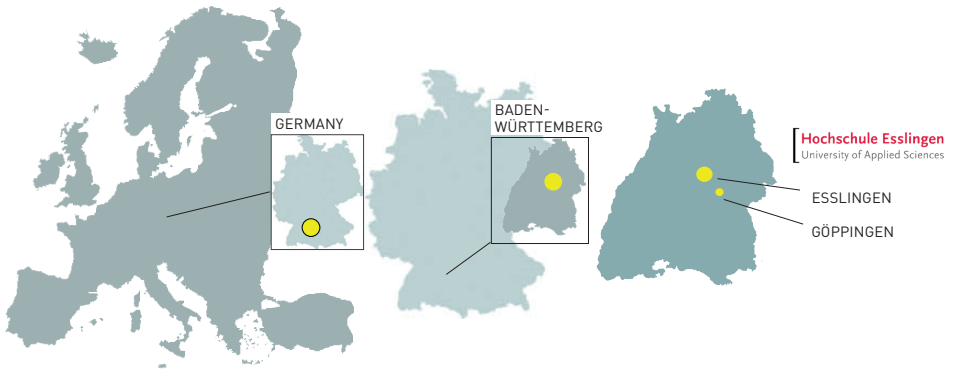 GERMANY
BADEN-
WÜRTTEMBERG
Hochschule Esslingen
University of Applied Sciences
ESSLINGEN
GÖPPINGEN